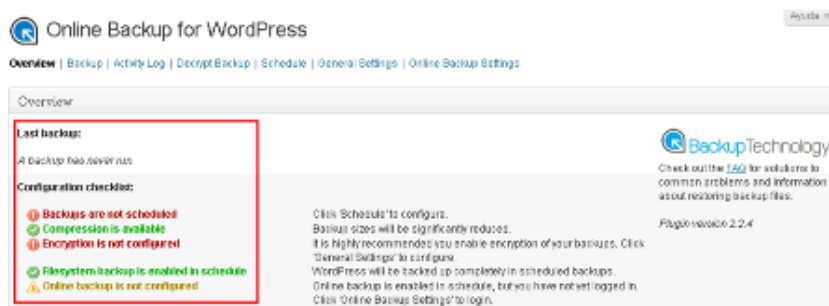 Ayuda
Online Backup for WordPress
Overview | Backup | Activity Log | Decrypt Backup | Schedule | General Settings | Online Backup Settings
Overview
Last backup:
A backup has never run.
Configuration checklist:
Backups are not scheduled Click 'Schedule' to configure.
Compression is available Backup sizes will be significantly reduced.
Encryption is not configured It is highly recommended you enable encryption of your backups. Click
'General Settings' to configure.
Filesystem backup is enabled in schedule WordPress will be backed up completely in scheduled backups.
Online backup is not configured Online backup is enabled in schedule, but you have not yet logged in.
Click 'Online Backup Settings' to login.
BackupTechnology
Check out the FAQ for solutions to
common problems and information
about restoring backup files.
Plugin version 2.2.4